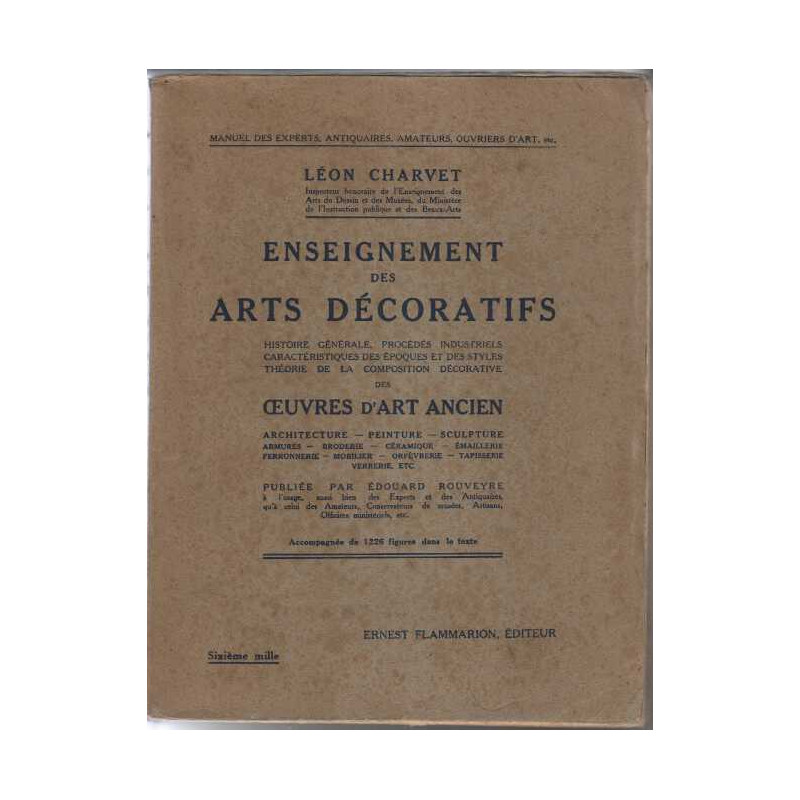 MANUEL DES EXPERTS, ANTIQUAIRES, AMATEURS, OUVRIERS D'ART, etc.
LÉON CHARVET
Inspecteur honoraire de l'Enseignement des
Arts du Dessin et des Musées, du Ministère
de l'Instruction publique et des Beaux-Arts
ENSEIGNEMENT
DES
ARTS DÉCORATIFS
HISTOIRE GÉNÉRALE, PROCÉDÉS INDUSTRIELS
CARACTÉRISTIQUES DES ÉPOQUES ET DES STYLES
THÉORIE DE LA COMPOSITION DÉCORATIVE
DES
ŒUVRES D'ART ANCIEN
ARCHITECTURE — PEINTURE — SCULPTURE
ARMURES — BRODERIE — CÉRAMIQUE — ÉMAILLERIE
FERRONNERIE — MOBILIER — ORFÈVRERIE — TAPISSERIE
VERRERIE, ETC
PUBLIÉE PAR ÉDOUARD ROUVEYRE
à l'usage, aussi bien des Experts et des Antiquaires,
qu'à celui des Amateurs, Conservateurs de musées, Artisans,
Officiers ministériels, etc.
Accompagnée de 1226 figures dans le texte
ERNEST FLAMMARION, ÉDITEUR
Sixième mille